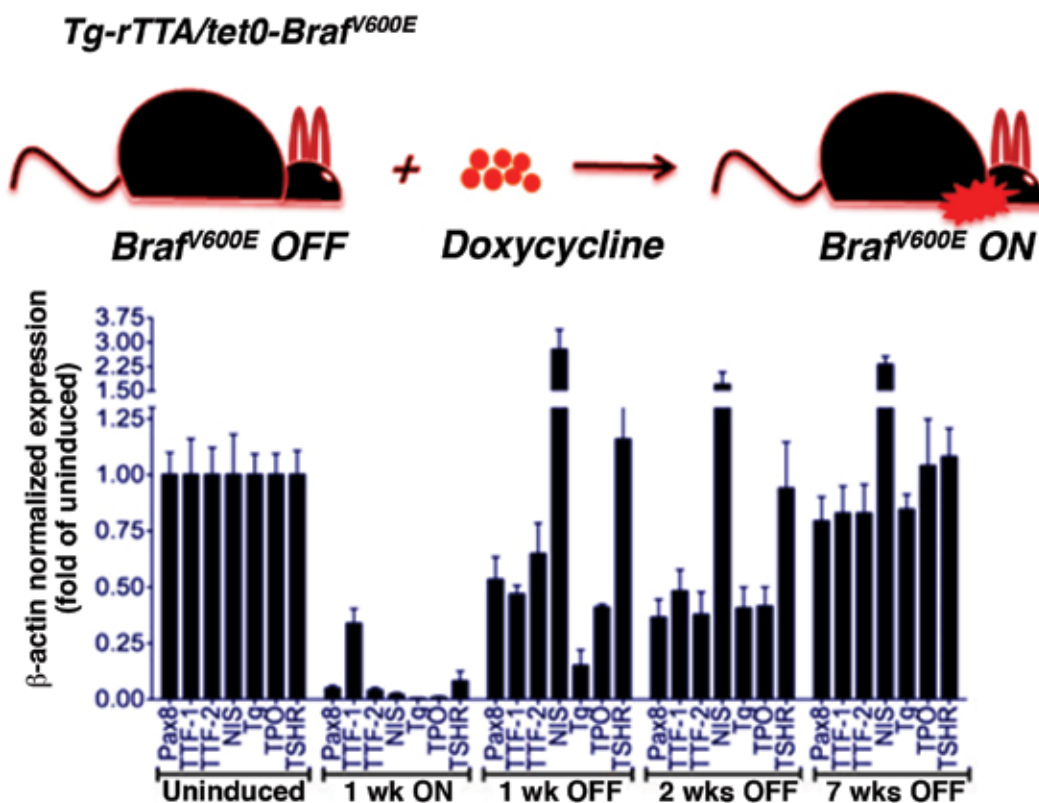 Tg-rTTA/tet0-Braf^V600E
+
Braf^V600E OFF Doxycycline Braf^V600E ON
β-actin normalized expression
(fold of uninduced)
3.75
3.00
2.25
1.50
1.25
1.00
0.75
0.50
0.25
0.00
Pax8 TTF-1 TTF-2 NIS Tg TPO TSHR Pax8 TTF-1 TTF-2 NIS Tg TPO TSHR Pax8 TTF-1 TTF-2 NIS Tg TPO TSHR Pax8 TTF-1 TTF-2 NIS Tg TPO TSHR Pax8 TTF-1 TTF-2 NIS Tg TPO TSHR
Uninduced 1 wk ON 1 wk OFF 2 wks OFF 7 wks OFF